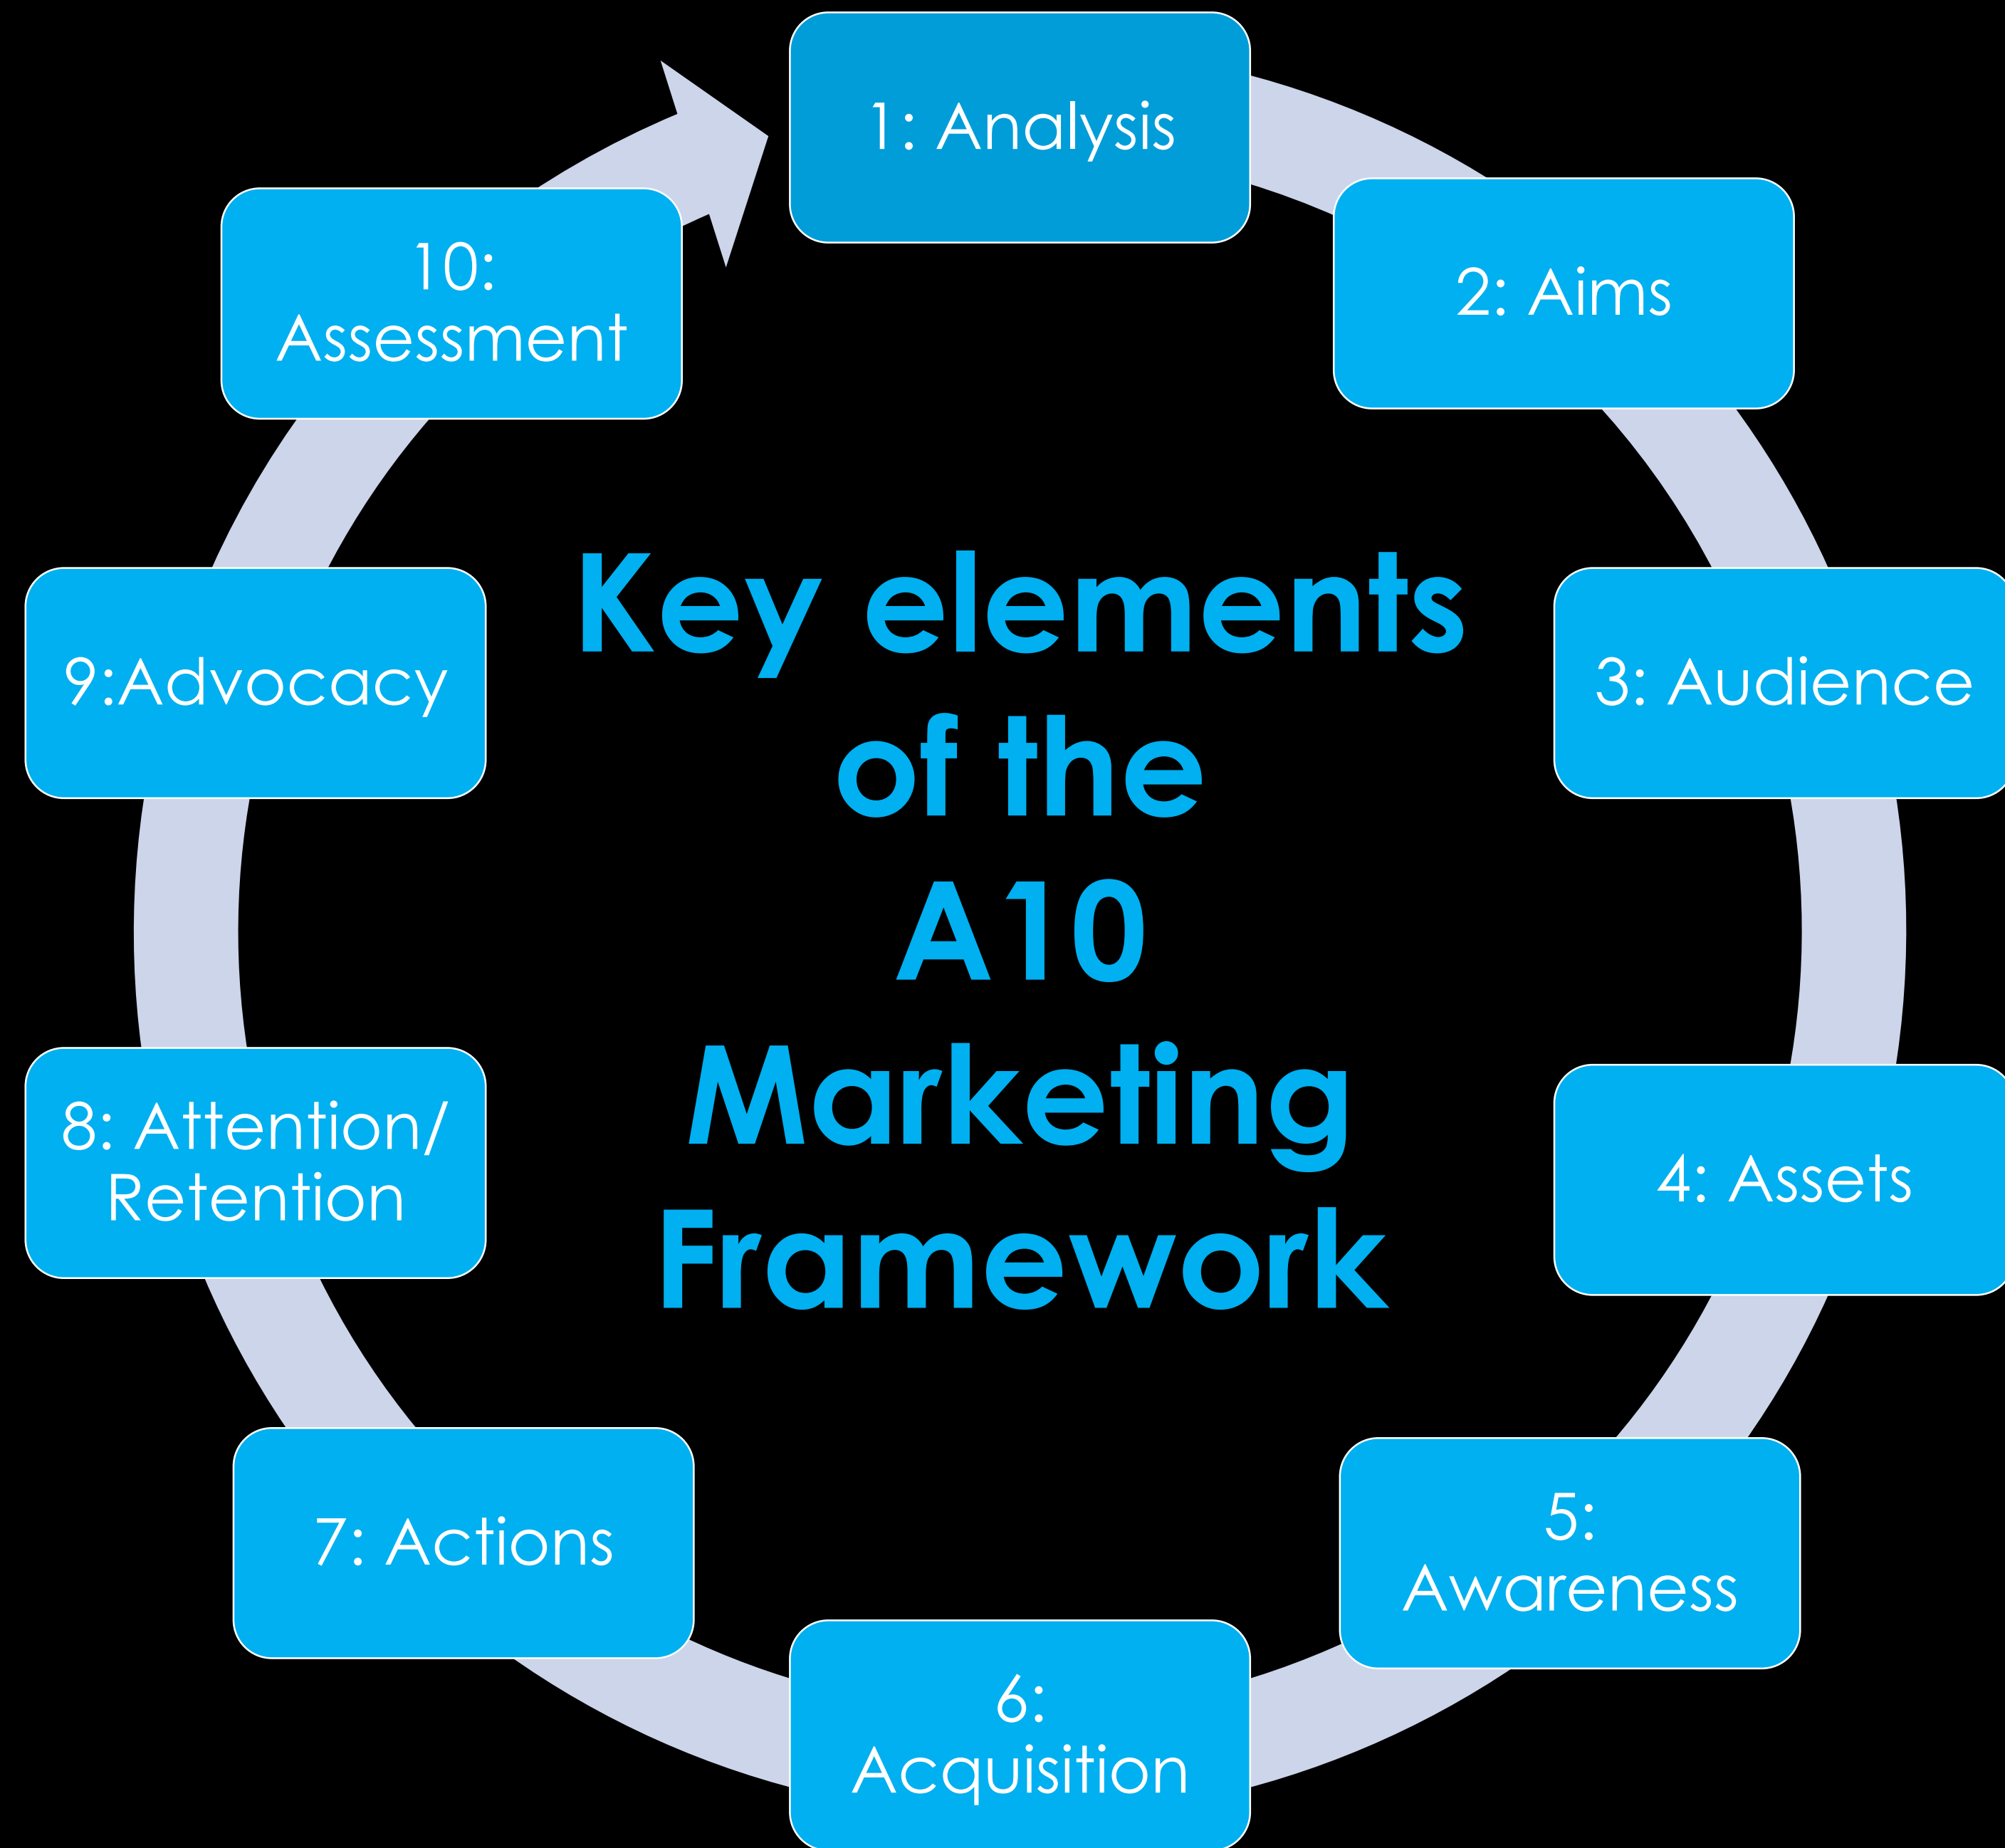 1: Analysis
2: Aims
3: Audience
4: Assets
5:
Awareness
6:
Acquisition
7: Actions
8: Attention/
Retention
9:Advocacy
10:
Assessment
Key elements
of the
A10
Marketing
Framework